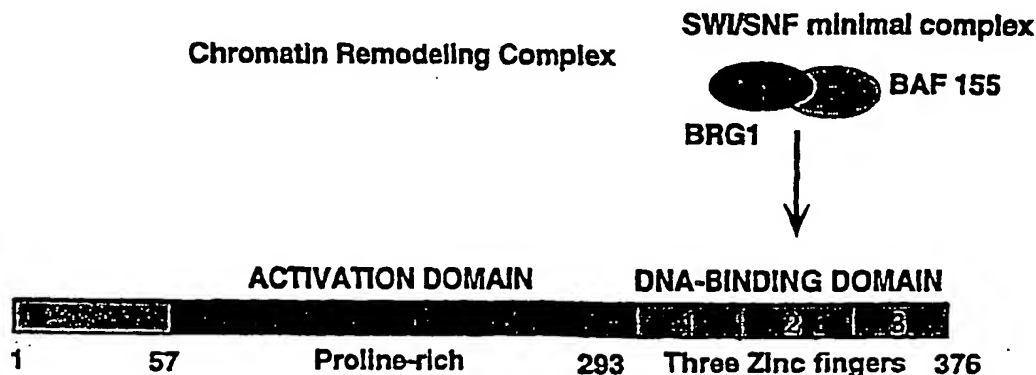 SWI/SNF minimal complex
Chromatin Remodeling Complex
BAF 155
BRG1
ACTIVATION DOMAIN DNA-BINDING DOMAIN
1 2 3
1 57 Proline-rich 293 Three Zinc fingers 376